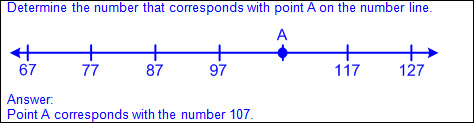 Determine the number that corresponds with point A on the number line.
A
67 77 87 97 117 127
Answer:
Point A corresponds with the number 107.